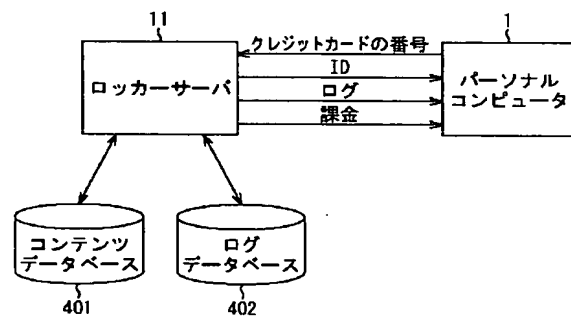 11
1
クレジットカードの番号
ID
ログ
課金
ロッカーサーバ
パーソナル
コンピュータ
コンテンツ
データベース
ログ
データベース
401
402